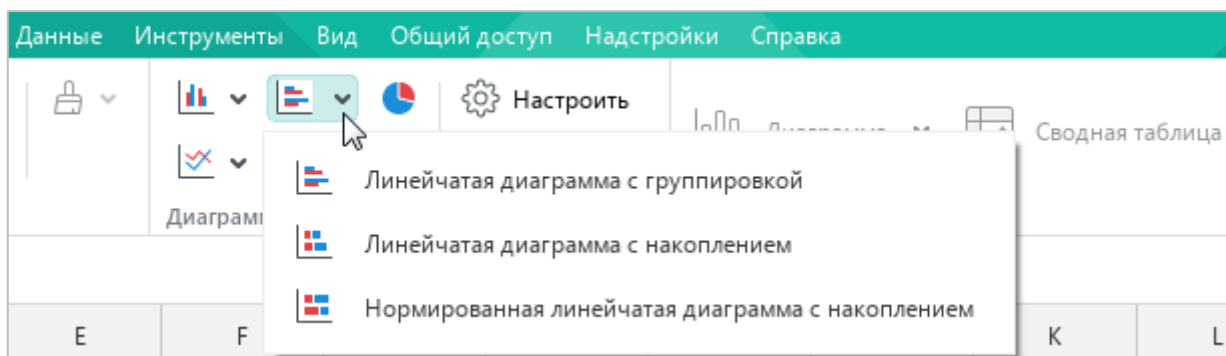 Данные Инструменты Вид Общий доступ Надстройки Справка
Настроить
Сводная таблица
Линейчатая диаграмма с группировкой
Линейчатая диаграмма с накоплением
Нормированная линейчатая диаграмма с накоплением
E F K L